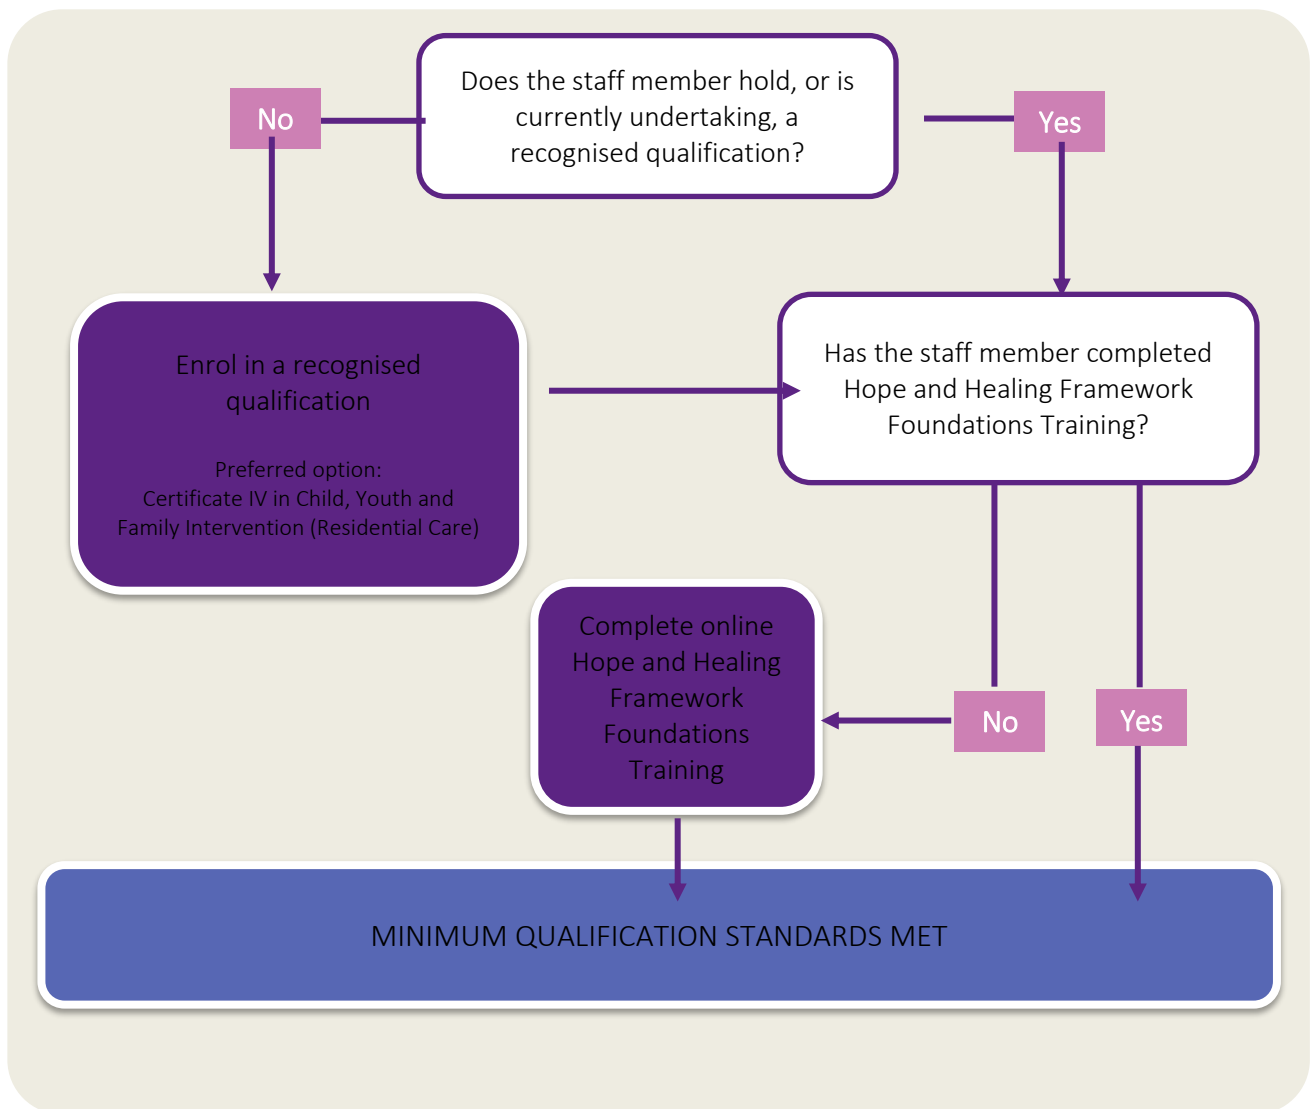 Does the staff member hold, or is
currently undertaking, a
recognised qualification?
No
Yes
Enrol in a recognised
qualification
Preferred option:
Certificate IV in Child, Youth and
Family Intervention (Residential Care)
Has the staff member completed
Hope and Healing Framework
Foundations Training?
Complete online
Hope and Healing
Framework
Foundations
Training
No
Yes
MINIMUM QUALIFICATION STANDARDS MET